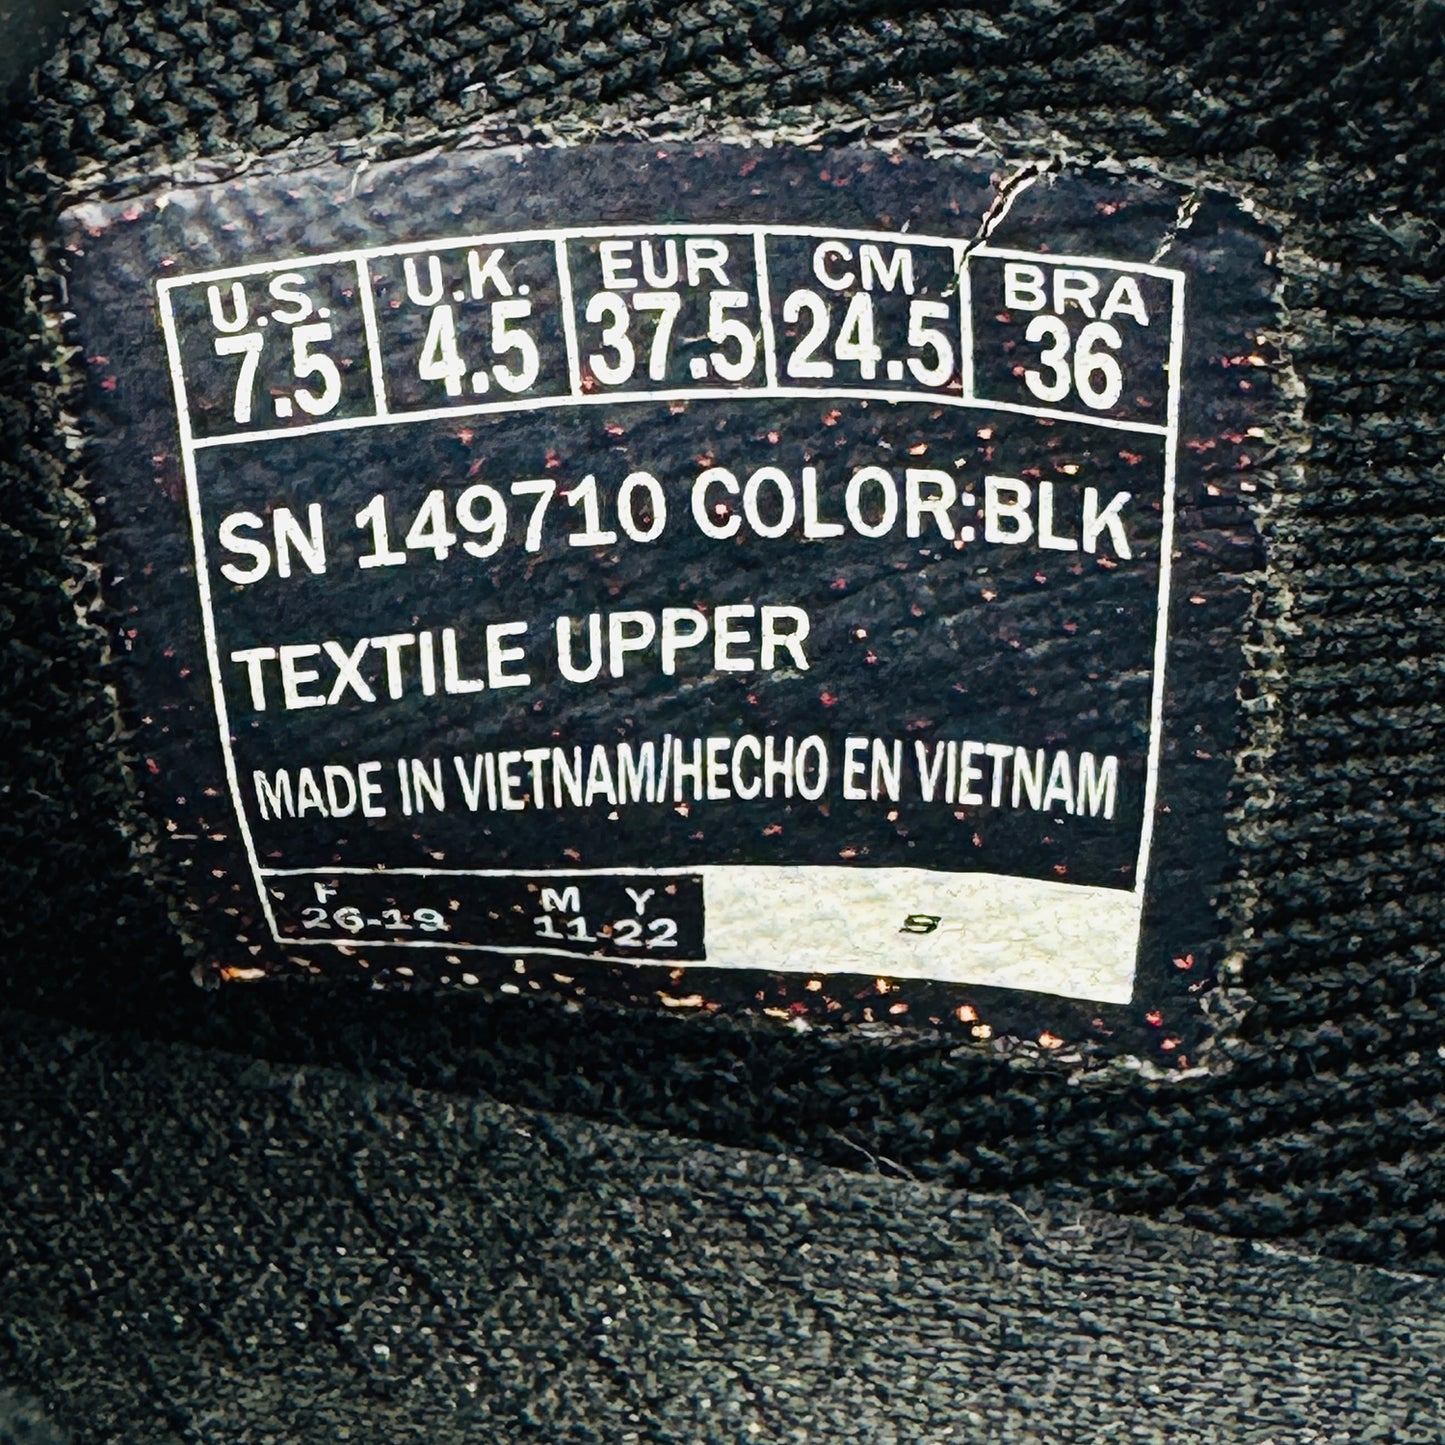 U.S. U.K. EUR CM BRA
7.5 4.5 37.5 24.5 36
SN 149710 COLOR:BLK
TEXTILE UPPER
MADE IN VIETNAM/HECHO EN VIETNAM
F M Y
26-19 11-22 S